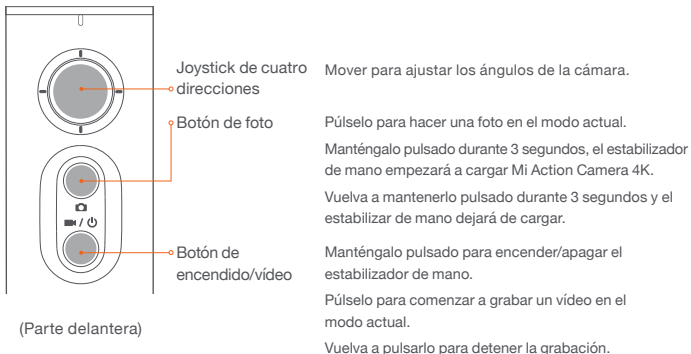 Joystick de cuatro
direcciones
Mover para ajustar los ángulos de la cámara.
Botón de foto
Púlselo para hacer una foto en el modo actual.
Manténgalo pulsado durante 3 segundos, el estabilizador
de mano empezará a cargar Mi Action Camera 4K.
Vuelva a mantenerlo pulsado durante 3 segundos y el
estabilizar de mano dejará de cargar.
Botón de
encendido/vídeo
Manténgalo pulsado para encender/apagar el
estabilizador de mano.
Púlselo para comenzar a grabar un vídeo en el
modo actual.
Vuelva a pulsarlo para detener la grabación.
(Parte delantera)